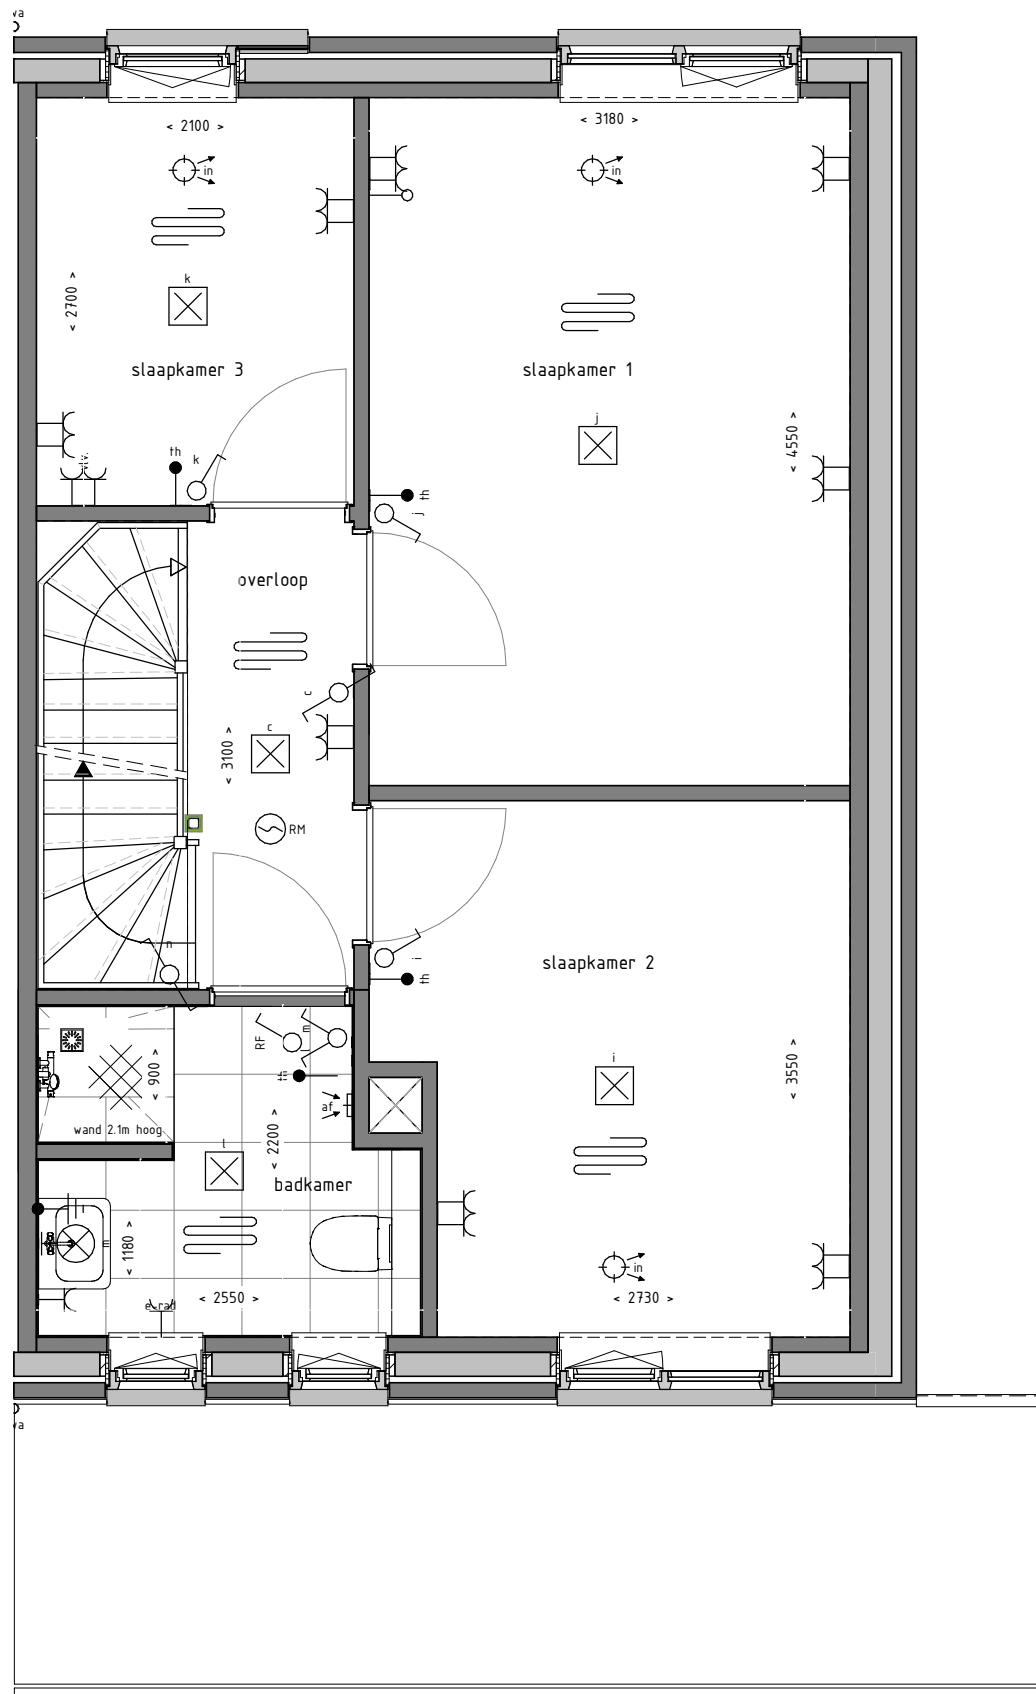 va
< 2100 >
< 3180 >
in
in
< 2700 >
k
slaapkamer 3
slaapkamer 1
j
< 4550 >
th
k
th
j
overloop
c
c
< 3100 >
RM
n
i
th
slaapkamer 2
RF
l m
th
< 900 >
af
i
< 3550 >
wand 2.1m hoog
< 2200 >
l
badkamer
l
m
< 1180 >
in
e-rad
< 2550 >
< 2730 >
va